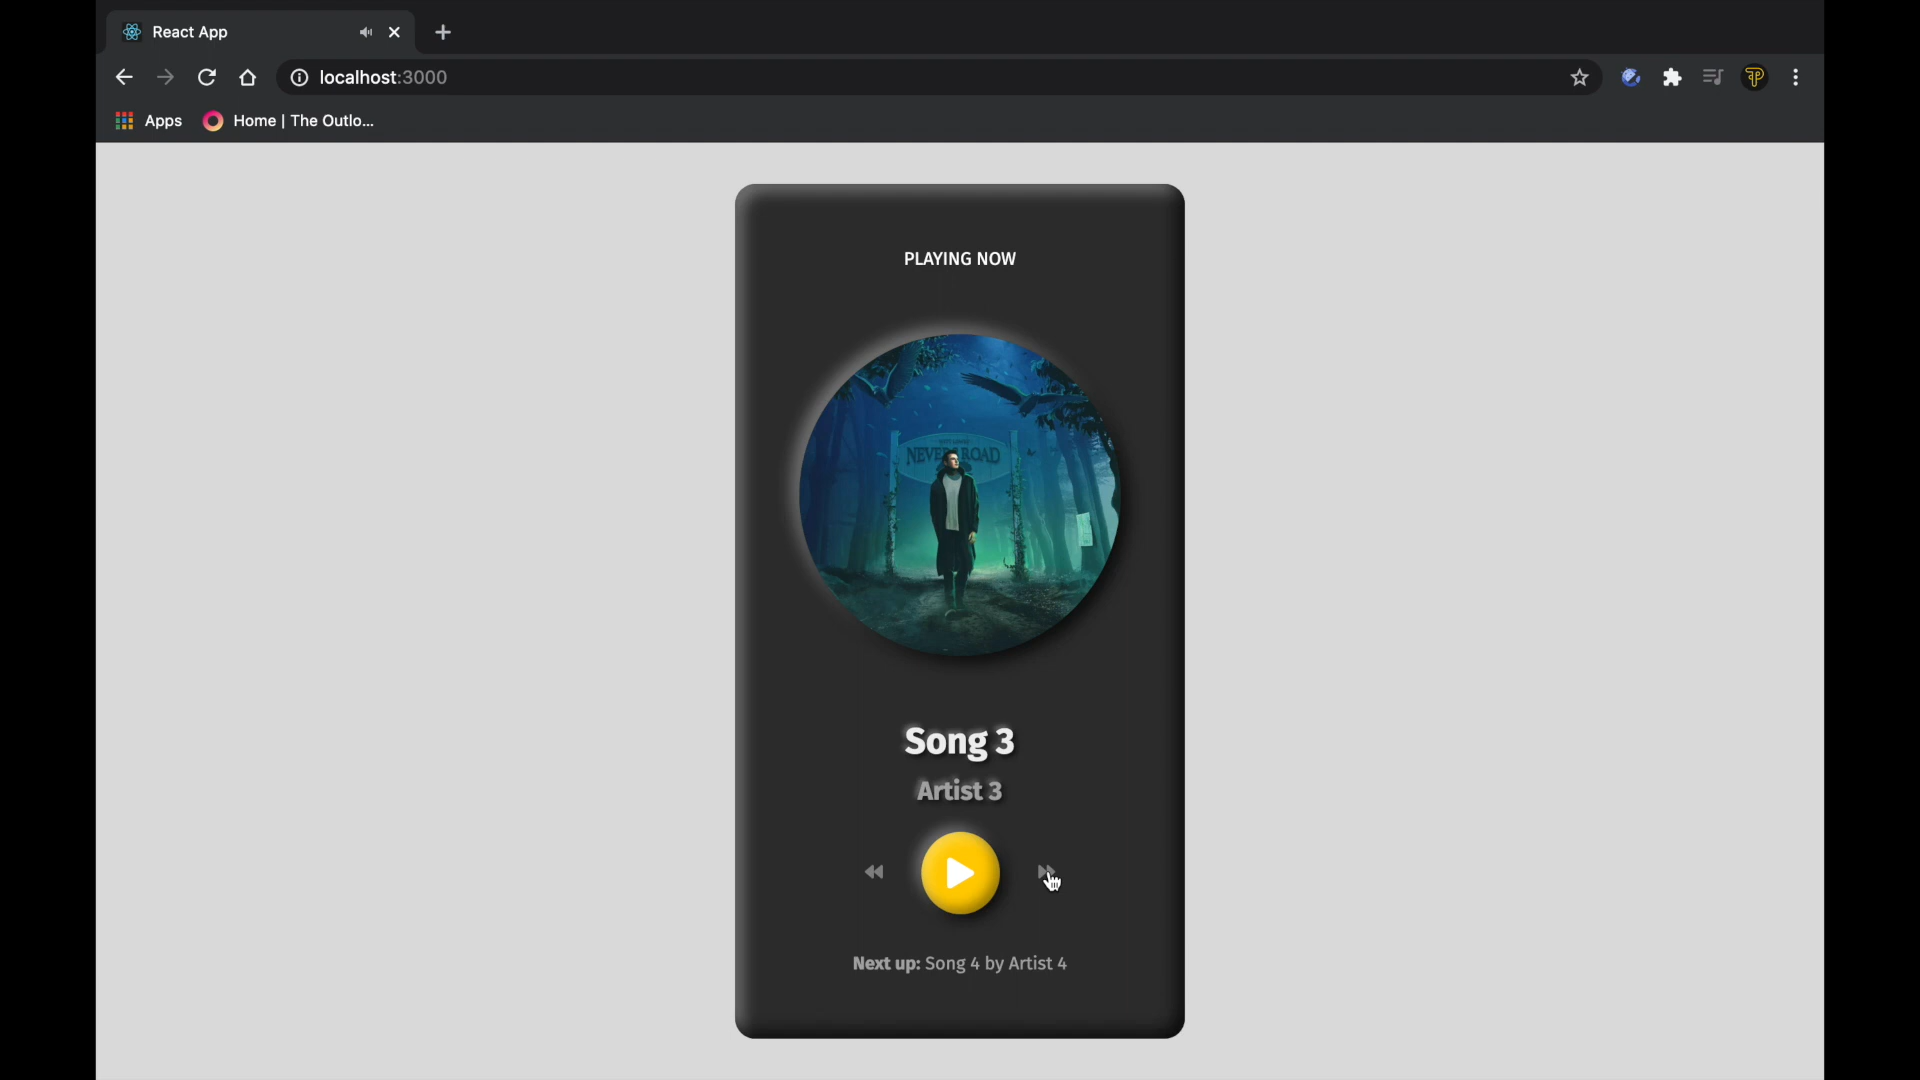 React App
localhost:3000
Apps
Home | The Outlo...
PLAYING NOW
Song 3
Artist 3
Next up: Song 4 by Artist 4